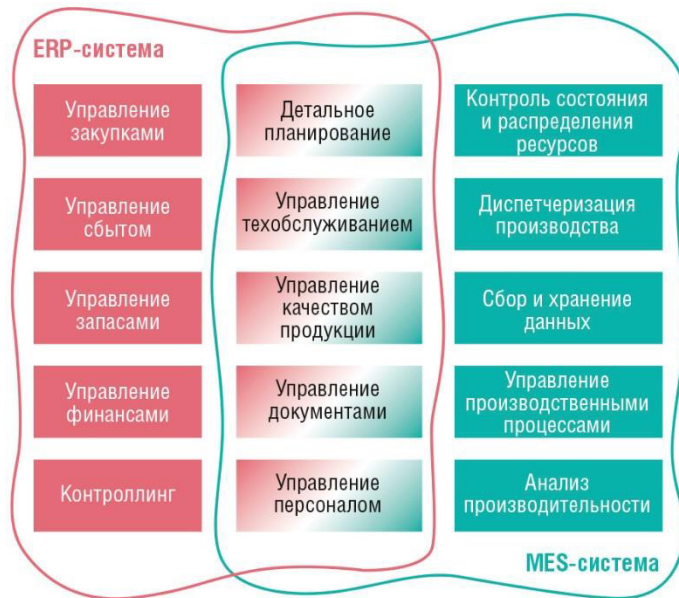 ERP-система
Управление
закупками
Детальное
планирование
Контроль состояния
и распределения
ресурсов
Управление
сбытом
Управление
техобслуживанием
Диспетчеризация
производства
Управление
запасами
Управление
качеством
продукции
Сбор и хранение
данных
Управление
финансами
Управление
документами
Управление
производственными
процессами
Контроллинг
Управление
персоналом
Анализ
производительности
MES-система